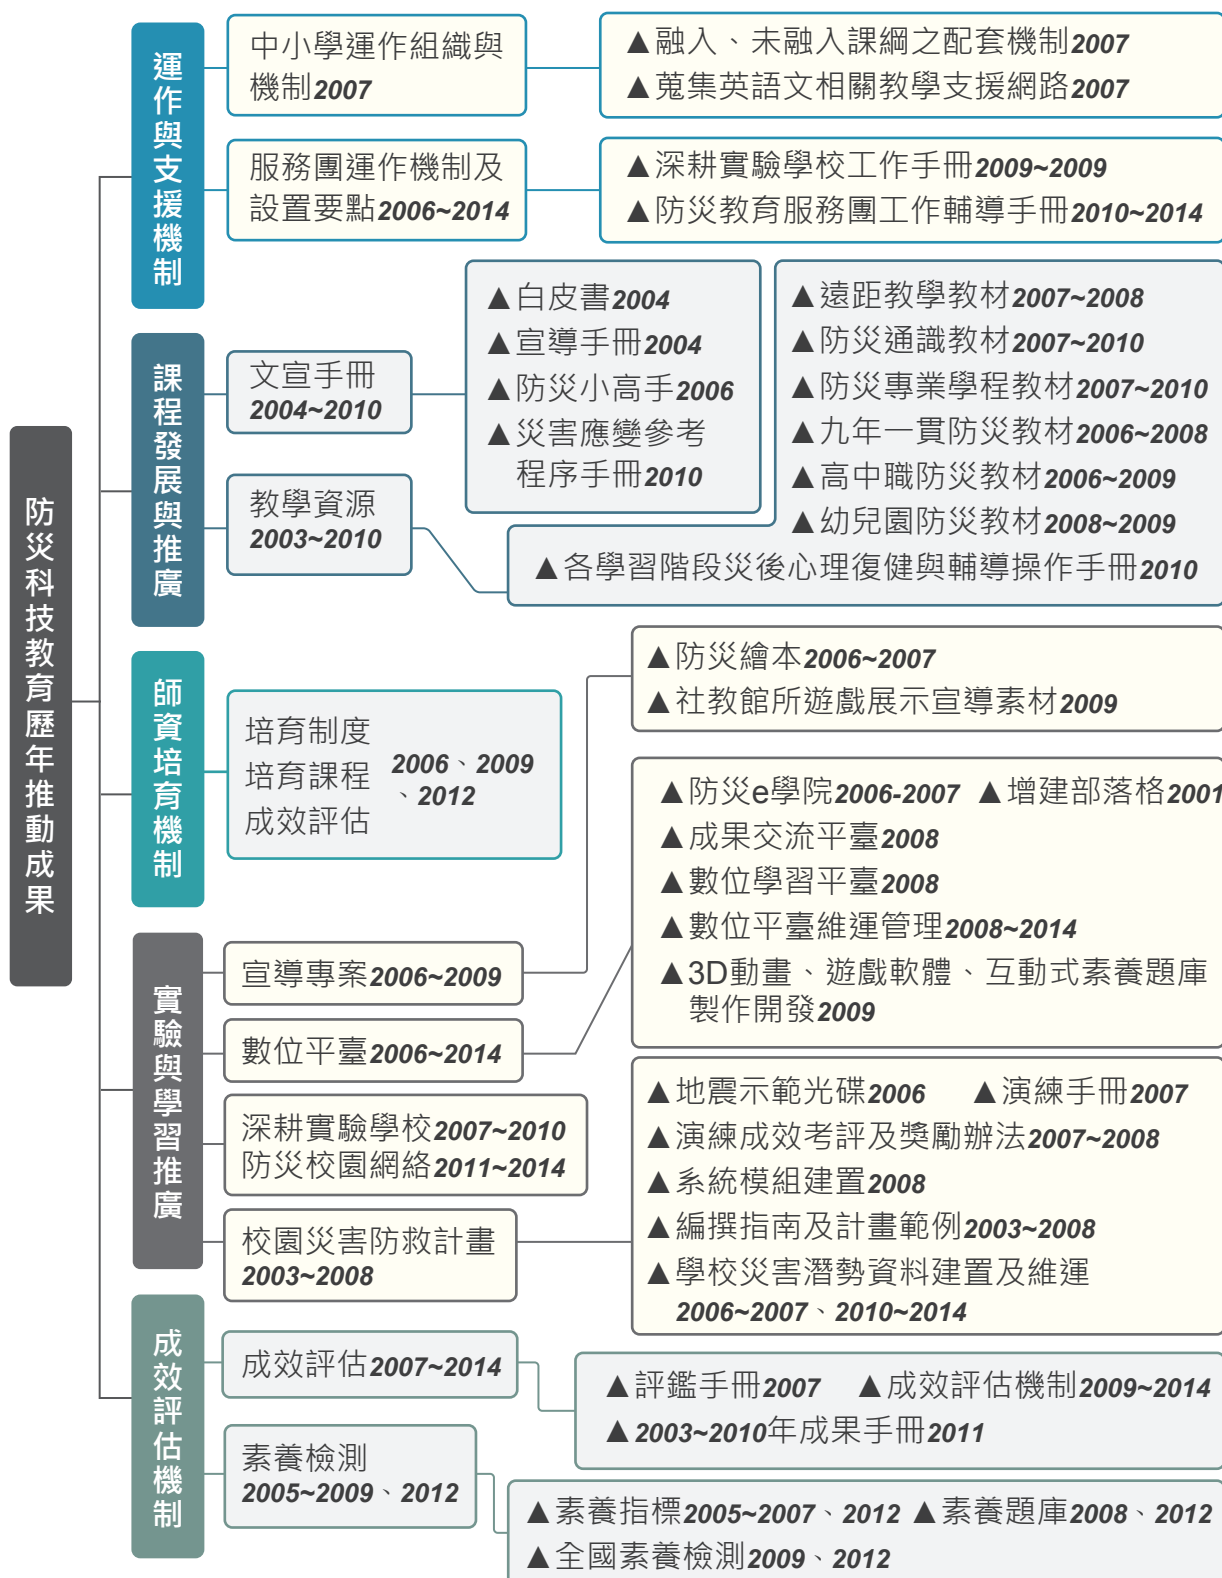 防災科技教育歷年推動成果
運作與支援機制
中小學運作組織與
機制2007
▲融入、未融入課綱之配套機制2007
▲蒐集英語文相關教學支援網路2007
服務團運作機制及
設置要點2006~2014
▲深耕實驗學校工作手冊2009~2009
▲防災教育服務團工作輔導手冊2010~2014
課程發展與推廣
文宣手冊
2004~2010
▲白皮書2004
▲宣導手冊2004
▲防災小高手2006
▲災害應變參考
程序手冊2010
教學資源
2003~2010
▲遠距教學教材2007~2008
▲防災通識教材2007~2010
▲防災專業學程教材2007~2010
▲九年一貫防災教材2006~2008
▲高中職防災教材2006~2009
▲幼兒園防災教材2008~2009
▲各學習階段災後心理復健與輔導操作手冊2010
師資培育機制
培育制度
培育課程
成效評估
2006、2009
、2012
實驗與學習推廣
宣導專案2006~2009
▲防災繪本2006~2007
▲社教館所遊戲展示宣導素材2009
數位平臺2006~2014
▲防災e學院2006-2007 ▲增建部落格2001
▲成果交流平臺2008
▲數位學習平臺2008
▲數位平臺維運管理2008~2014
▲3D動畫、遊戲軟體、互動式素養題庫
製作開發2009
深耕實驗學校2007~2010
防災校園網絡2011~2014
校園災害防救計畫
2003~2008
▲地震示範光碟2006 ▲演練手冊2007
▲演練成效考評及獎勵辦法2007~2008
▲系統模組建置2008
▲編撰指南及計畫範例2003~2008
▲學校災害潛勢資料建置及維運
2006~2007、2010~2014
成效評估機制
成效評估2007~2014
▲評鑑手冊2007 ▲成效評估機制2009~2014
▲2003~2010年成果手冊2011
素養檢測
2005~2009、2012
▲素養指標2005~2007、2012 ▲素養題庫2008、2012
▲全國素養檢測2009、2012